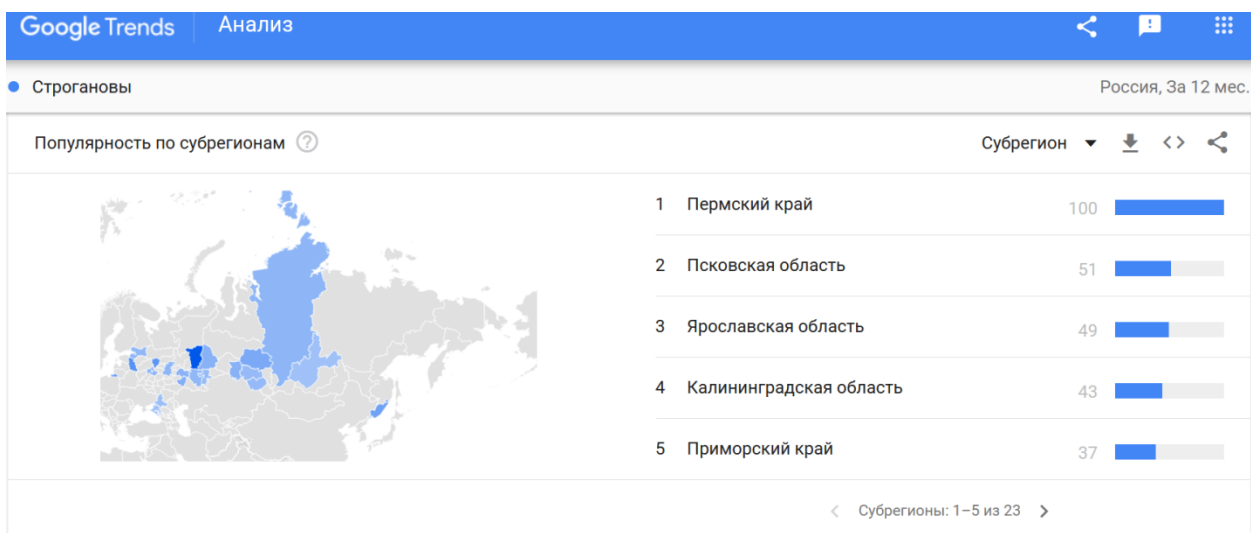 Google Trends Анализ
Строгановы Россия, За 12 мес.
Популярность по субрегионам ? Субрегион
1 Пермский край 100
2 Псковская область 51
3 Ярославская область 49
4 Калининградская область 43
5 Приморский край 37
Субрегионы: 1–5 из 23